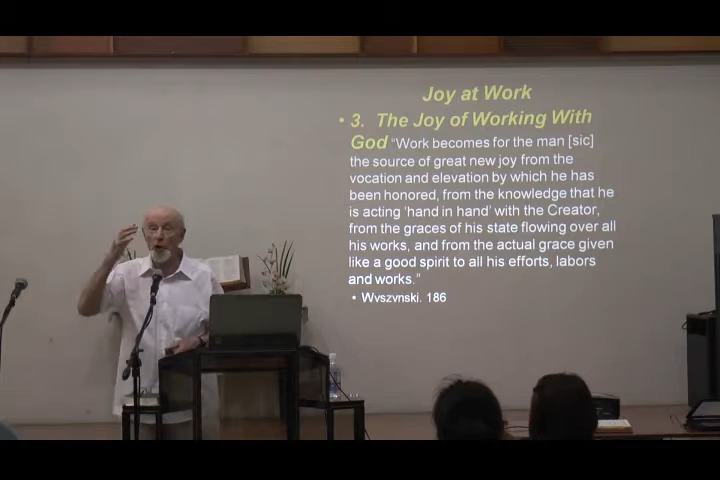 Joy at Work
• 3. The Joy of Working With
God “Work becomes for the man [sic]
the source of great new joy from the
vocation and elevation by which he has
been honored, from the knowledge that he
is acting ‘hand in hand’ with the Creator,
from the graces of his state flowing over all
his works, and from the actual grace given
like a good spirit to all his efforts, labors
and works.”
• Wyszynski. 186